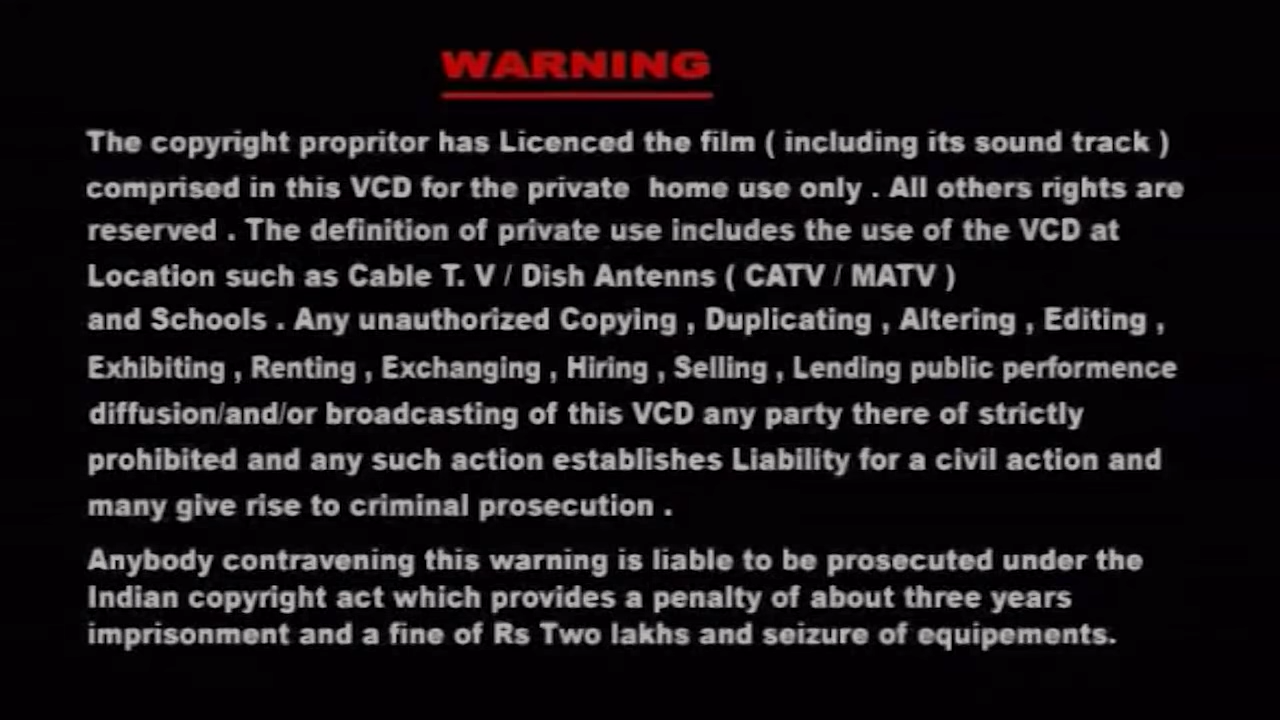 WARNING
The copyright propritor has Licenced the film ( including its sound track )
comprised in this VCD for the private home use only . All others rights are
reserved . The definition of private use includes the use of the VCD at
Location such as Cable T. V / Dish Antenns ( CATV / MATV )
and Schools . Any unauthorized Copying , Duplicating , Altering , Editing ,
Exhibiting , Renting , Exchanging , Hiring , Selling , Lending public performence
diffusion/and/or broadcasting of this VCD any party there of strictly
prohibited and any such action establishes Liability for a civil action and
many give rise to criminal prosecution .
Anybody contravening this warning is liable to be prosecuted under the
Indian copyright act which provides a penalty of about three years
imprisonment and a fine of Rs Two lakhs and seizure of equipements.